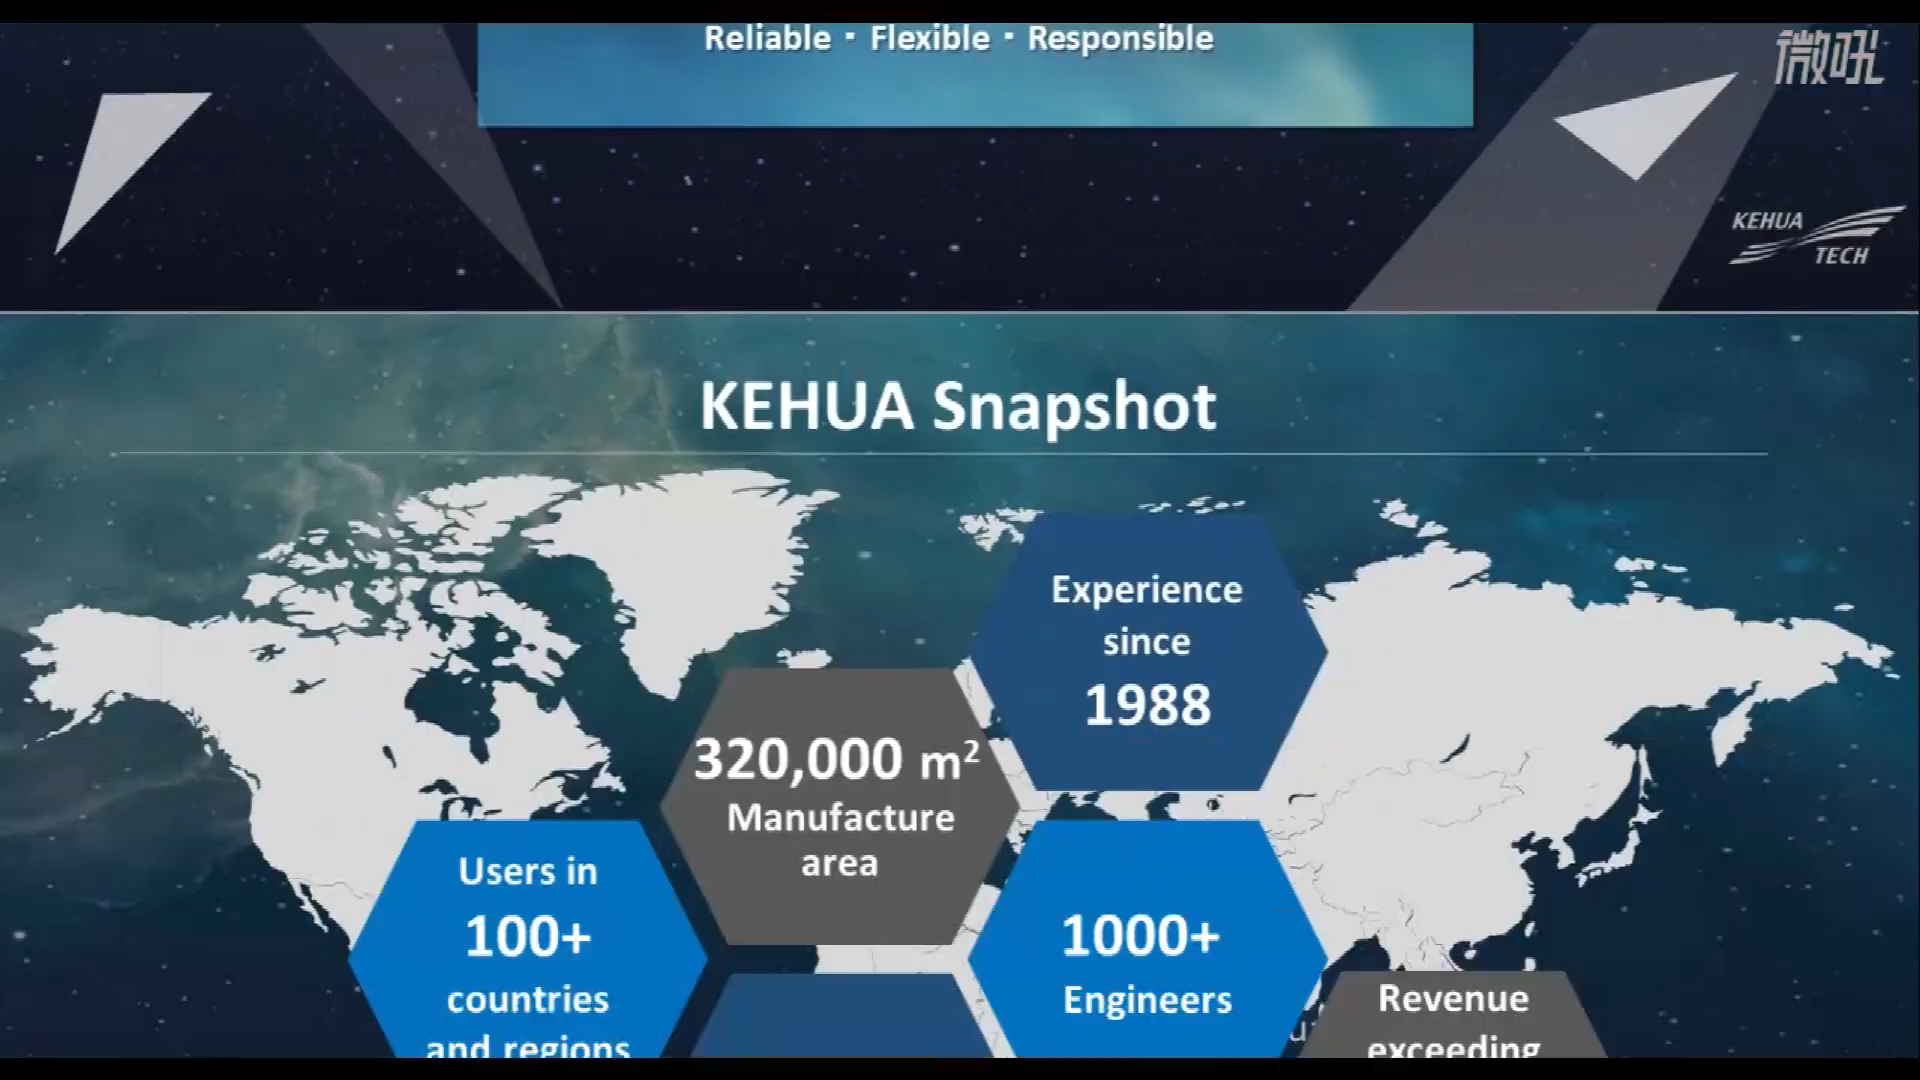 Reliable · Flexible · Responsible
微吼
KEHUA
TECH
KEHUA Snapshot
Experience
since
1988
320,000 m²
Manufacture
area
Users in
100+
countries
and regions
1000+
Engineers
Revenue
exceeding